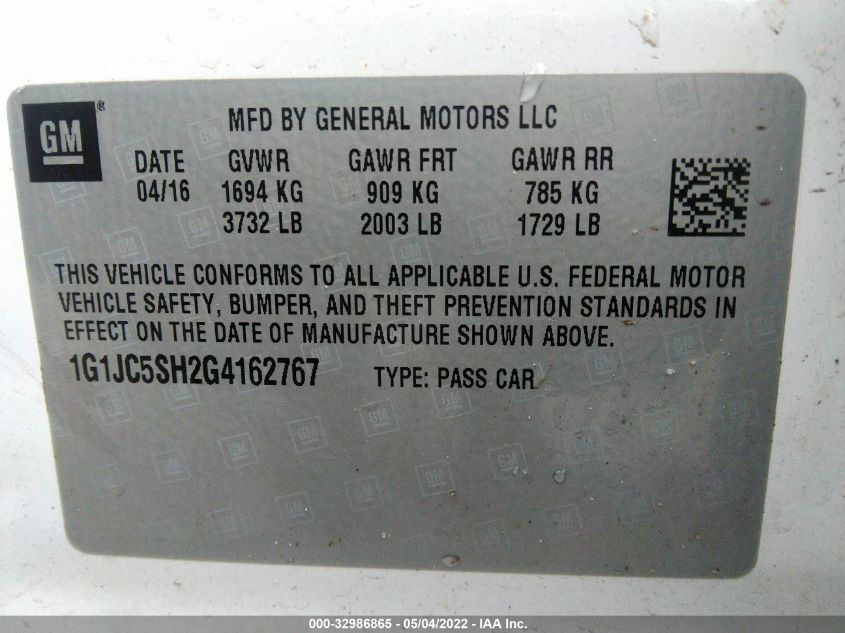 GM®
MFD BY GENERAL MOTORS LLC
DATE GVWR GAWR FRT GAWR RR
04/16 1694 KG 909 KG 785 KG
3732 LB 2003 LB 1729 LB
THIS VEHICLE CONFORMS TO ALL APPLICABLE U.S. FEDERAL MOTOR
VEHICLE SAFETY, BUMPER, AND THEFT PREVENTION STANDARDS IN
EFFECT ON THE DATE OF MANUFACTURE SHOWN ABOVE.
1G1JC5SH2G4162767 TYPE: PASS CAR
000-32986865 - 05/04/2022 - IAA Inc.